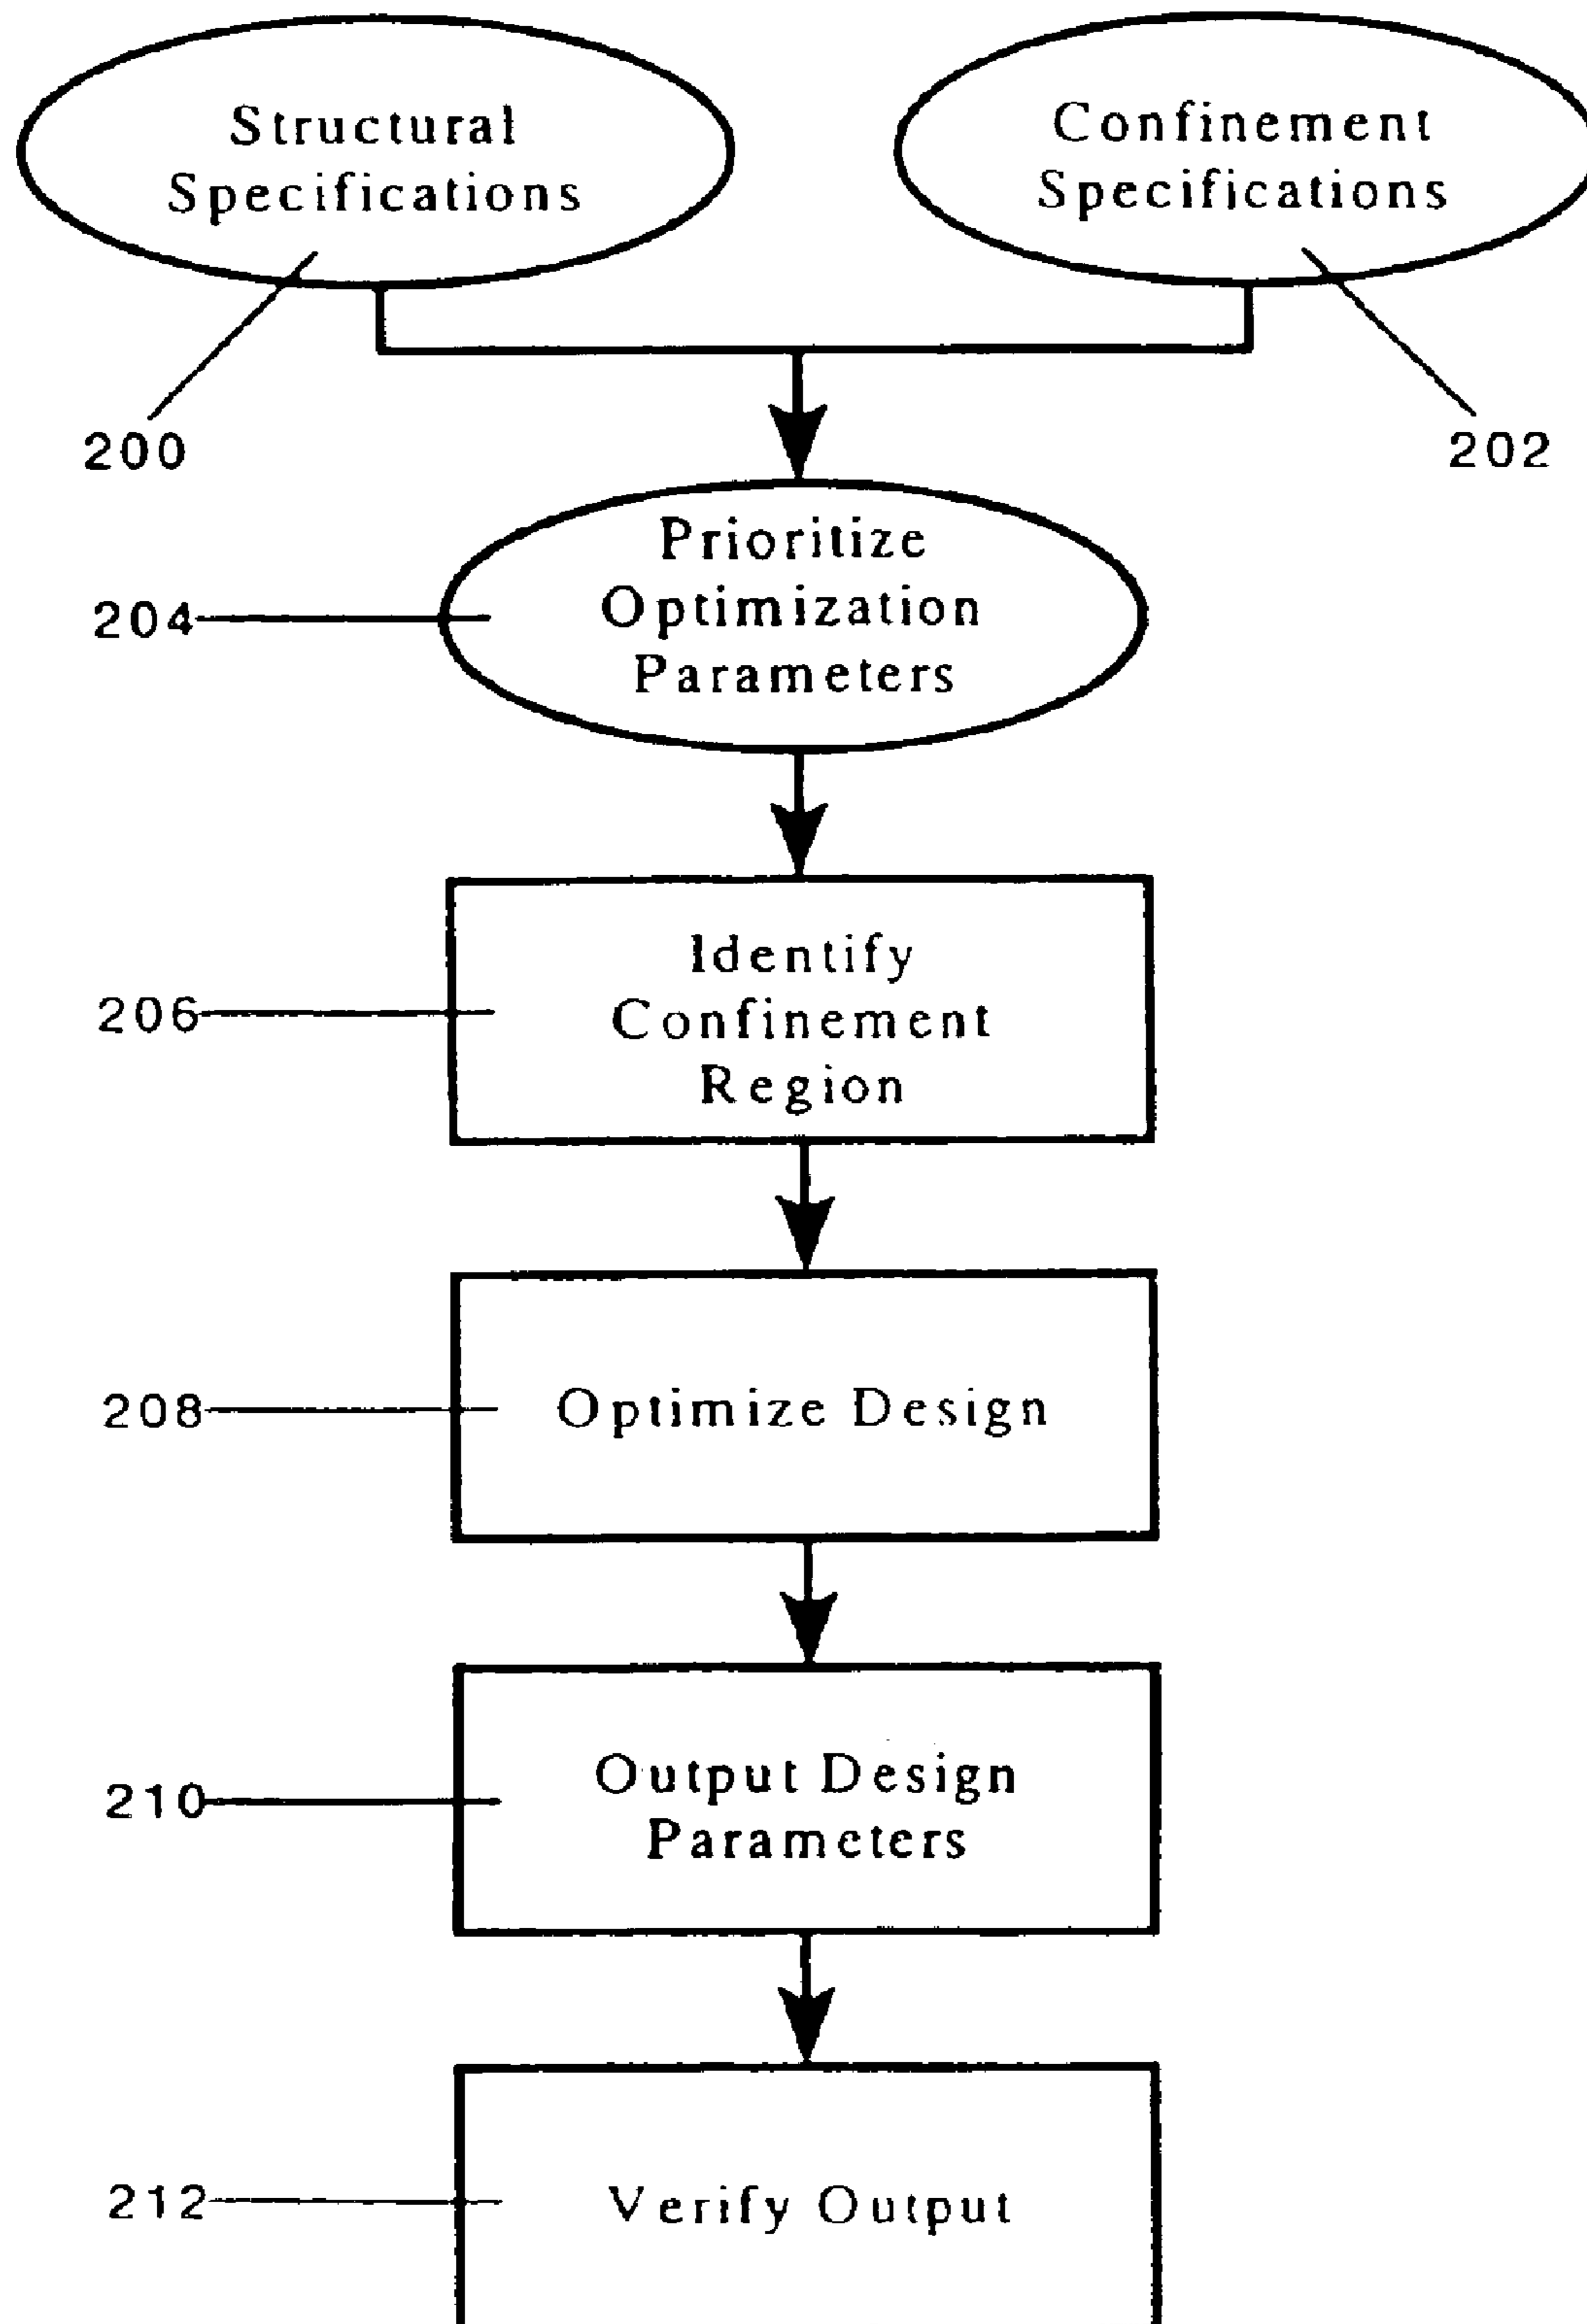 Structural
Specifications
Confinement
Specifications
200
202
Prioritize
Optimization
Parameters
204
Identify
Confinement
Region
206
Optimize Design
208
Output Design
Parameters
210
Verify Output
212